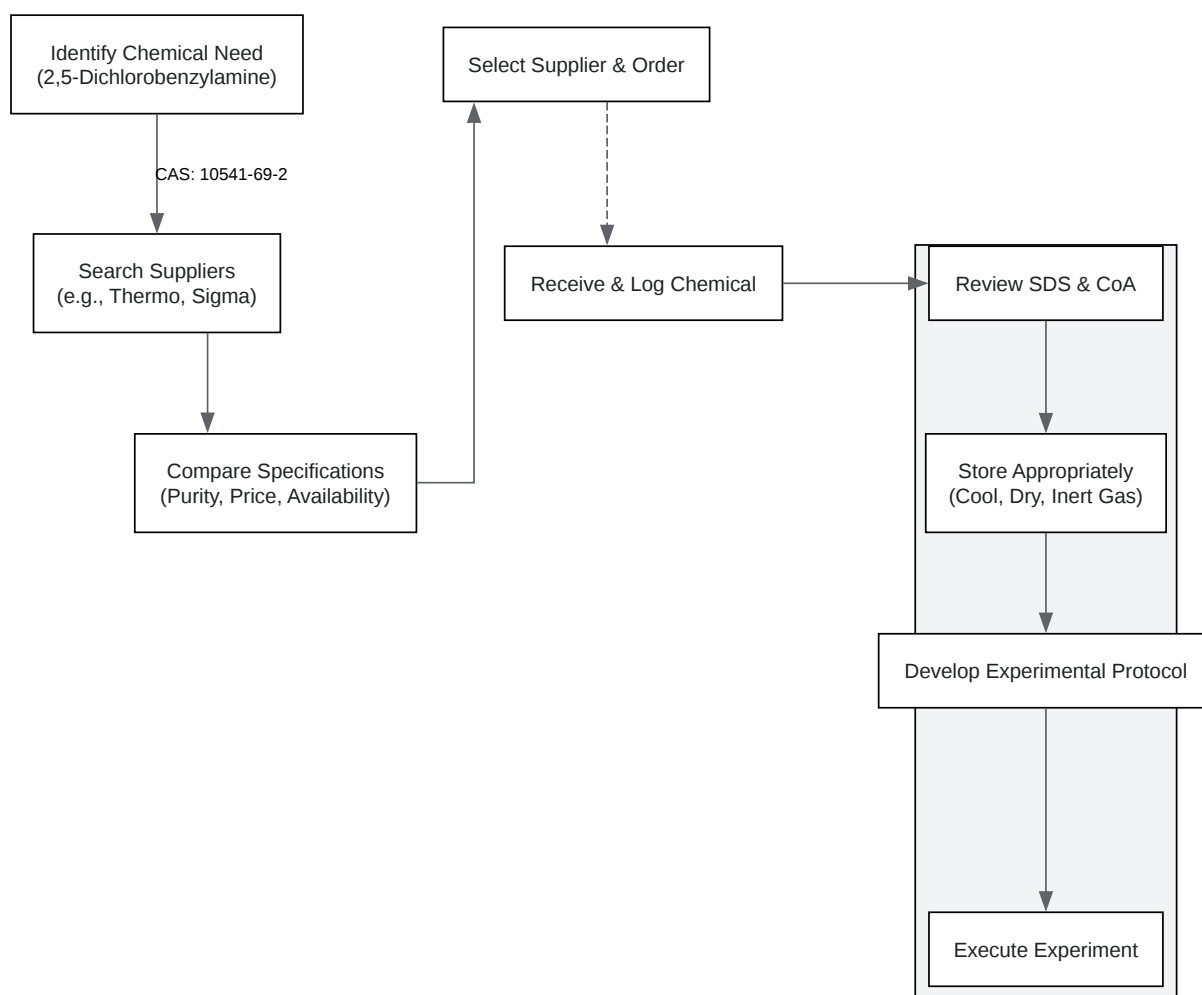 Identify Chemical Need
(2,5-Dichlorobenzylamine)
CAS: 10541-69-2
Search Suppliers
(e.g., Thermo, Sigma)
Compare Specifications
(Purity, Price, Availability)
Select Supplier & Order
Receive & Log Chemical
Review SDS & CoA
Store Appropriately
(Cool, Dry, Inert Gas)
Develop Experimental Protocol
Execute Experiment